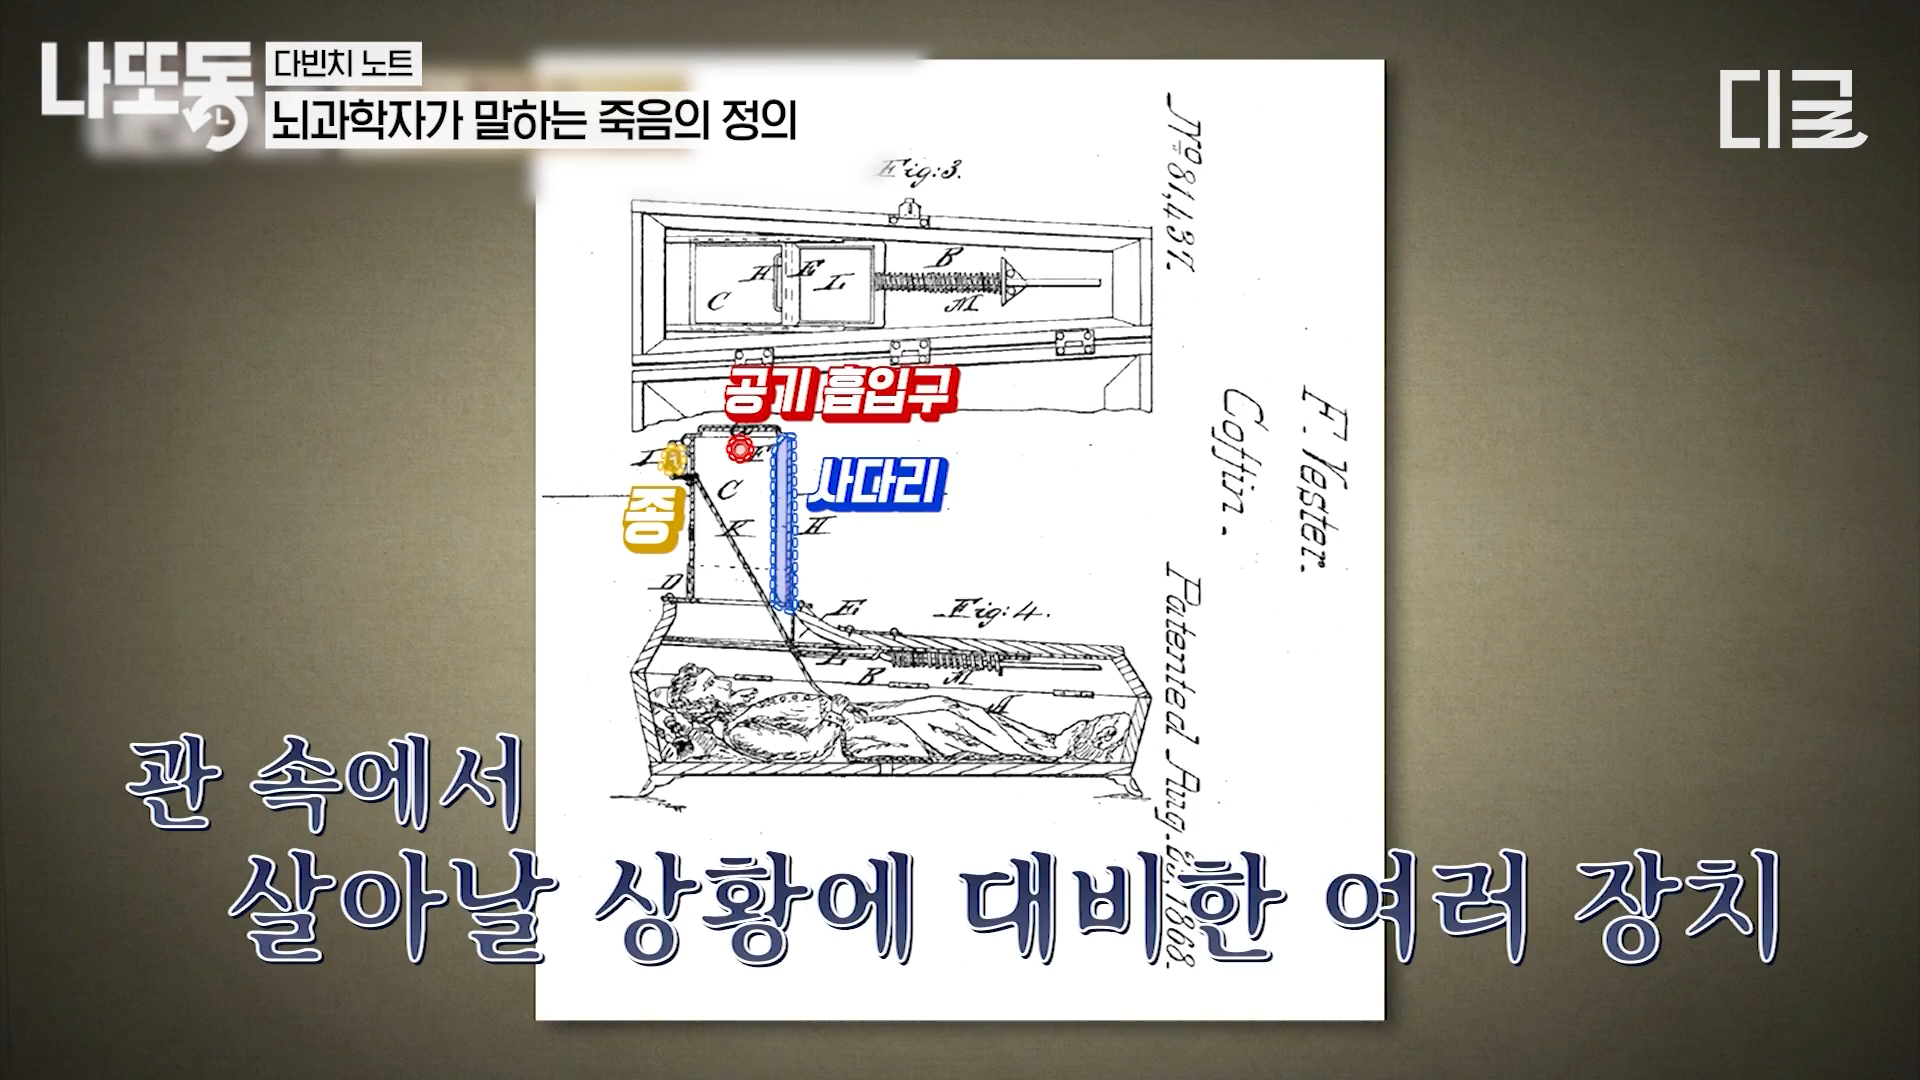 나또동
다빈치 노트
뇌과학자가 말하는 죽음의 정의
디글
Fig:3.
No 81,437.
H
E
L
B
C
M
공기 흡입구
I
F
사다리
C
종
K
H
D
E
Fig:4.
L
B
M
F. Vester.
Coffin.
Patented Aug. 25, 1868.
관 속에서
살아날 상황에 대비한 여러 장치